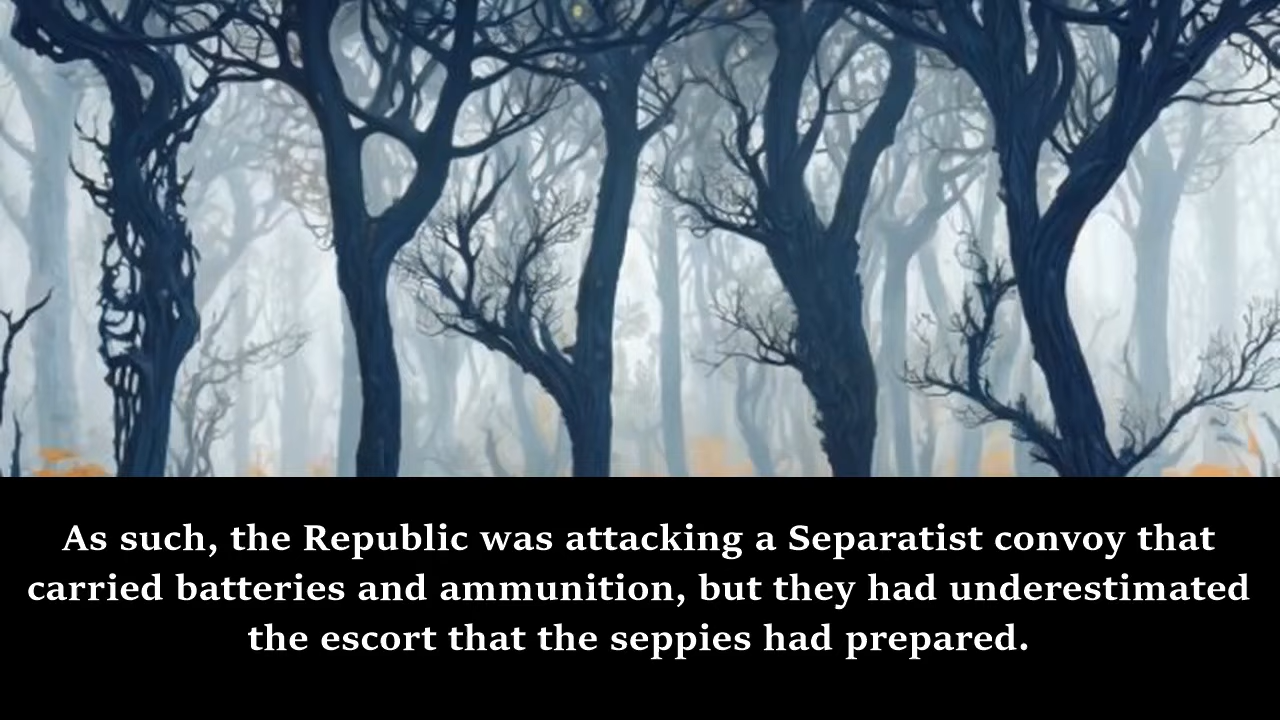 As such, the Republic was attacking a Separatist convoy that
carried batteries and ammunition, but they had underestimated
the escort that the seppies had prepared.